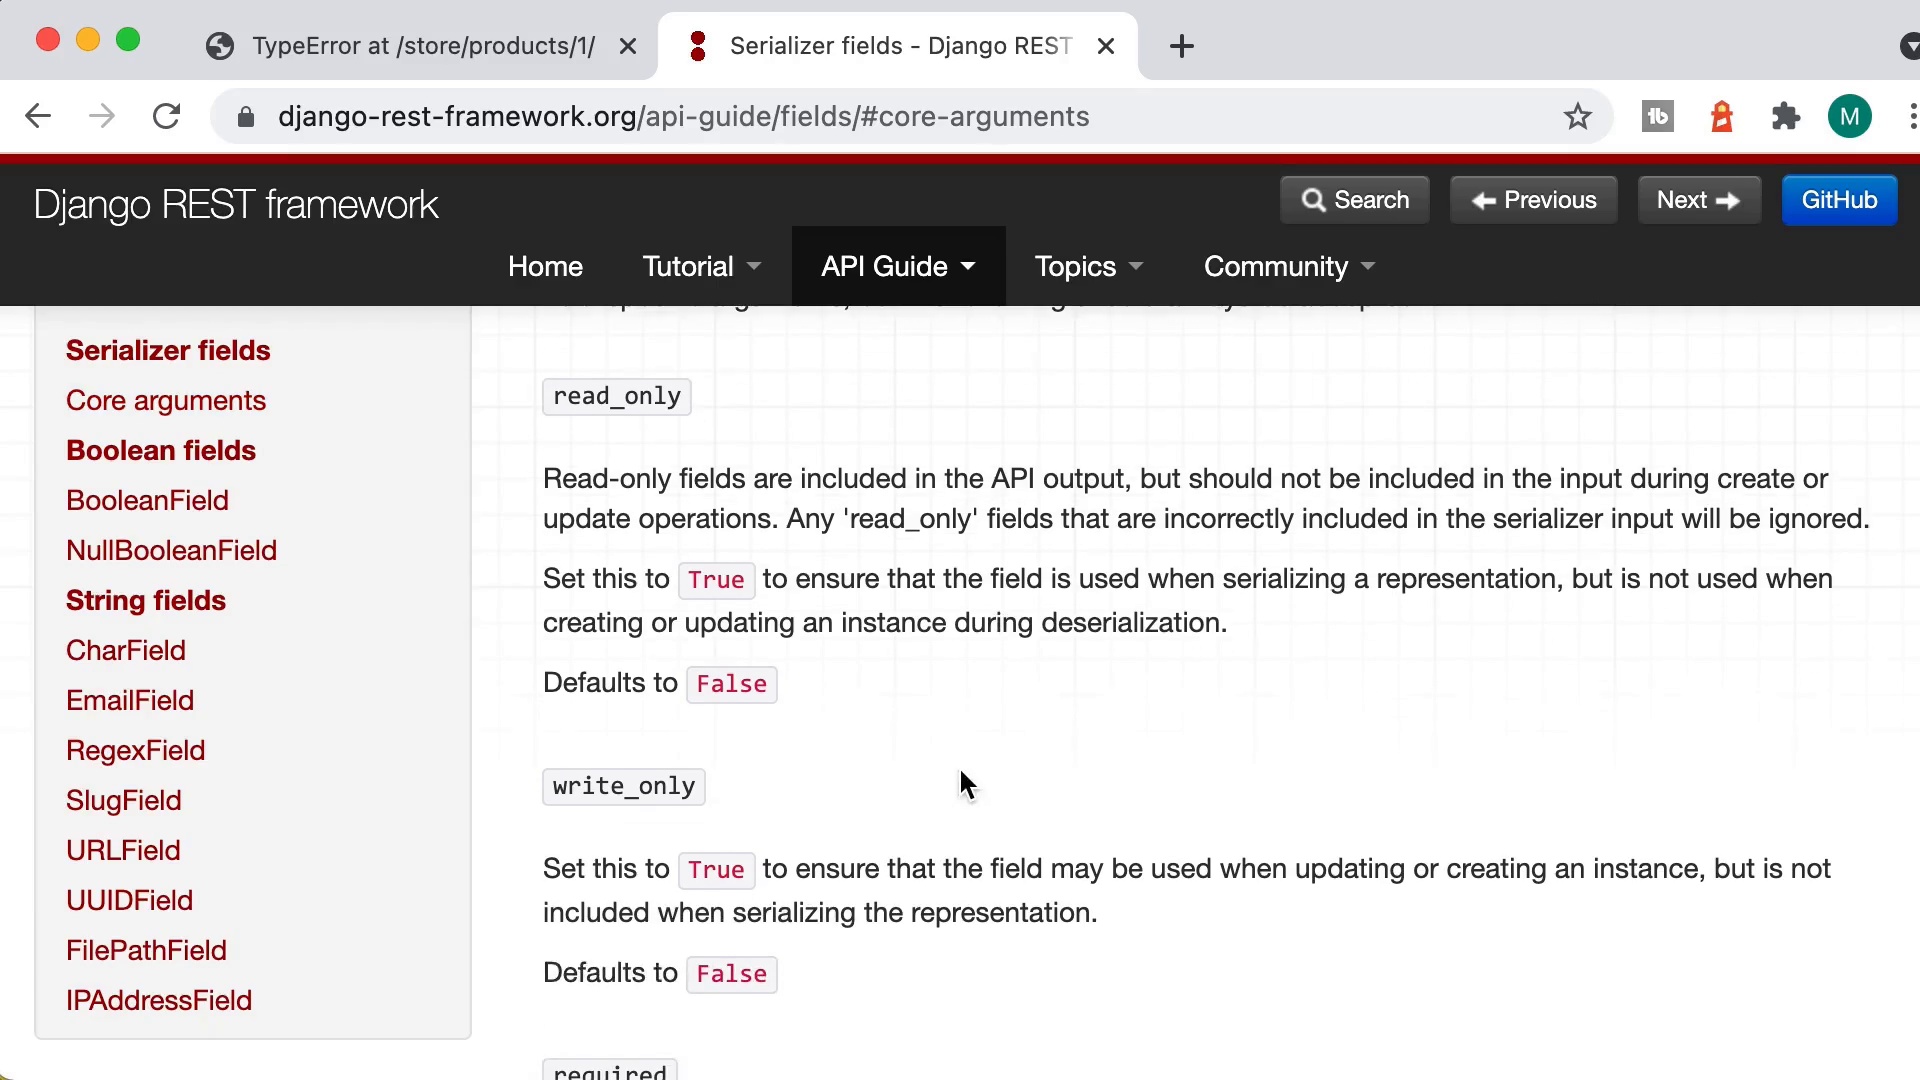 TypeError at /store/products/1/
Serializer fields - Django REST
django-rest-framework.org/api-guide/fields/#core-arguments
M
Django REST framework
Search
Previous
Next
GitHub
Home
Tutorial
API Guide
Topics
Community
Serializer fields
Core arguments
Boolean fields
BooleanField
NullBooleanField
String fields
CharField
EmailField
RegexField
SlugField
URLField
UUIDField
FilePathField
IPAddressField
read_only
Read-only fields are included in the API output, but should not be included in the input during create or
update operations. Any 'read_only' fields that are incorrectly included in the serializer input will be ignored.
Set this to True to ensure that the field is used when serializing a representation, but is not used when
creating or updating an instance during deserialization.
Defaults to False
write_only
Set this to True to ensure that the field may be used when updating or creating an instance, but is not
included when serializing the representation.
Defaults to False
required